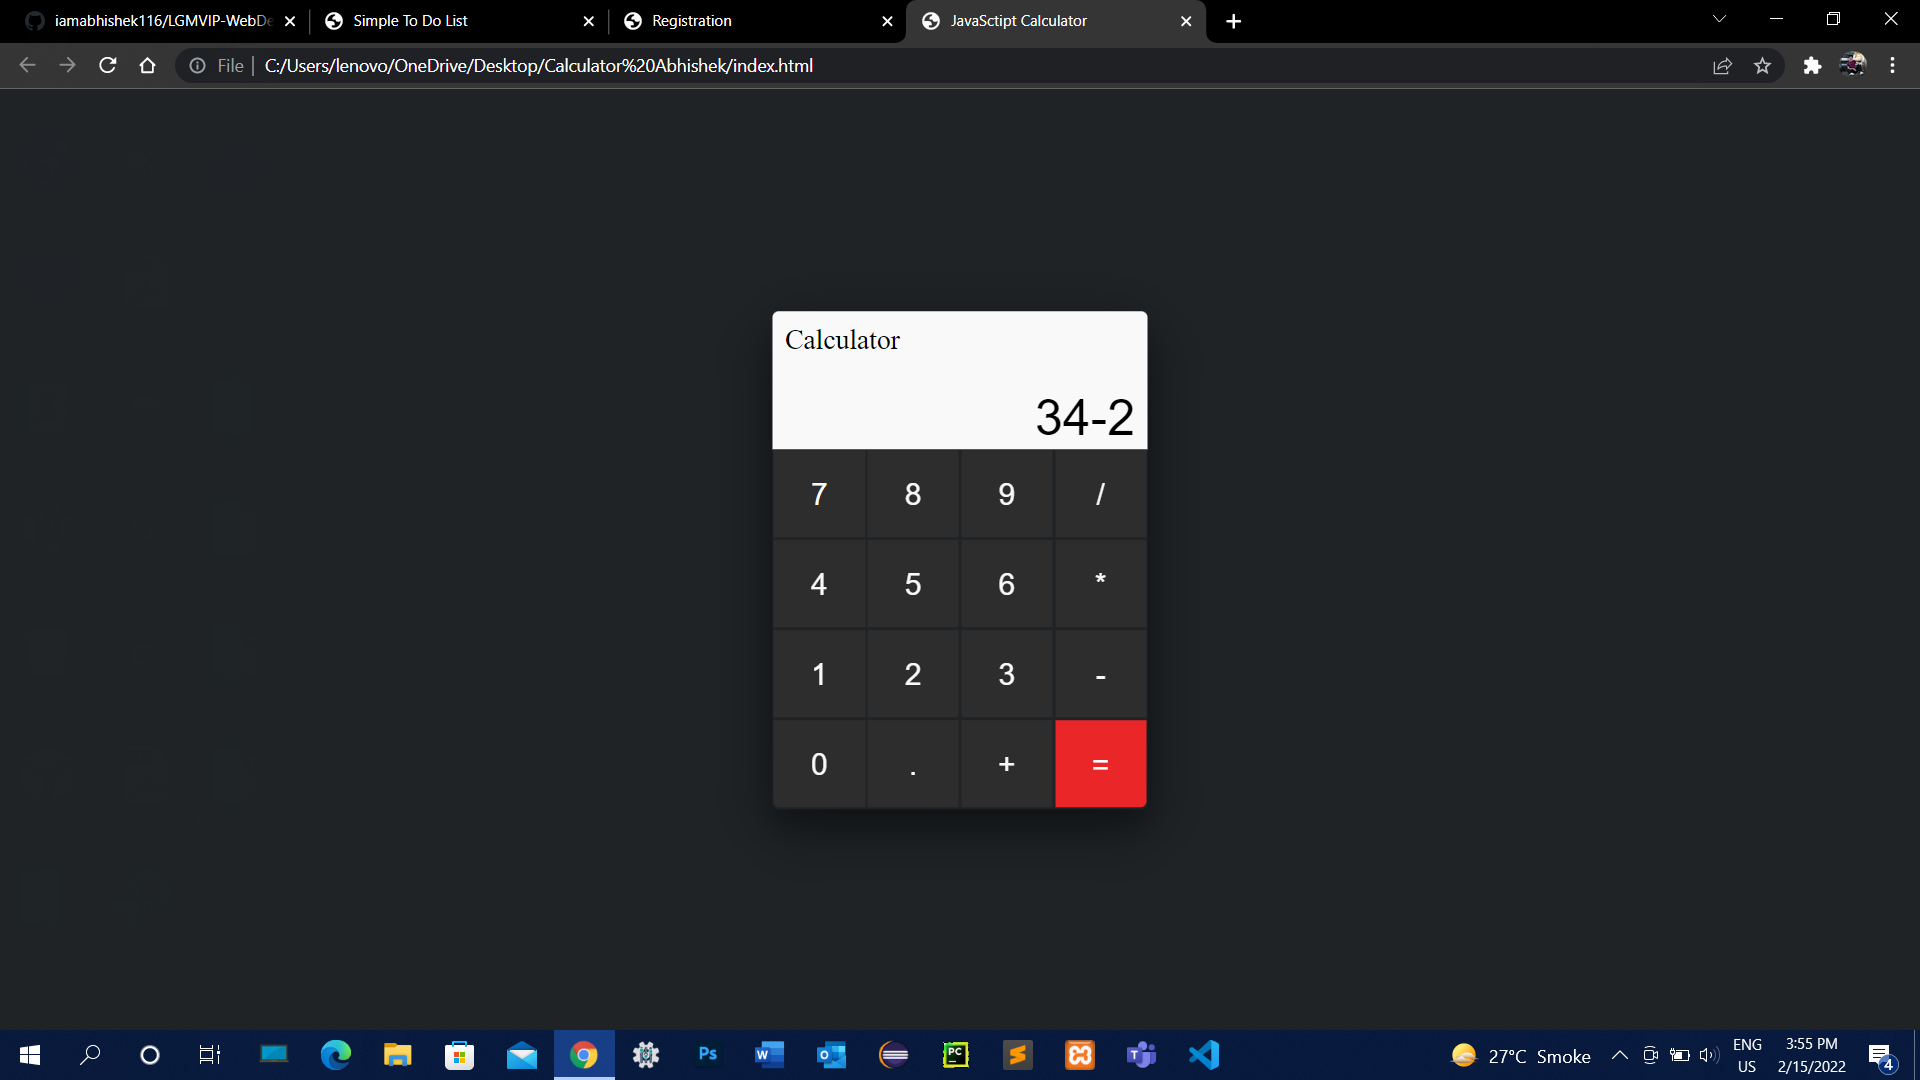 iamabhishek116/LGMVIP-WebDe
Simple To Do List
Registration
JavaSctipt Calculator
File
C:/Users/lenovo/OneDrive/Desktop/Calculator%20Abhishek/index.html
Calculator
34-2
7 8 9 /
4 5 6 *
1 2 3 -
0 . + =
Ps
W
O
PC
T
27°C Smoke
ENG
US
3:55 PM
2/15/2022
4